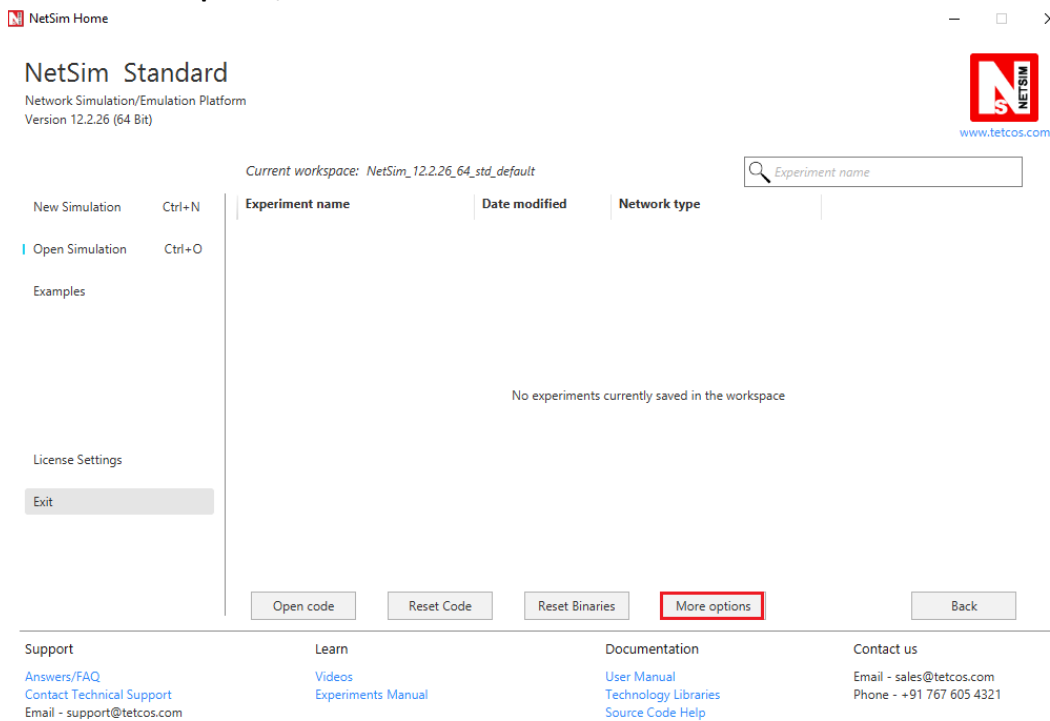 NetSim Home
NetSim Standard
Network Simulation/Emulation Platform
Version 12.2.26 (64 Bit)
NETSIM
www.tetcos.com
Current workspace: NetSim_12.2.26_64_std_default
Experiment name
New Simulation Ctrl+N
Open Simulation Ctrl+O
Examples
License Settings
Exit
Experiment name Date modified Network type
No experiments currently saved in the workspace
Open code Reset Code Reset Binaries More options Back
Support
Answers/FAQ
Contact Technical Support
Email - support@tetcos.com
Learn
Videos
Experiments Manual
Documentation
User Manual
Technology Libraries
Source Code Help
Contact us
Email - sales@tetcos.com
Phone - +91 767 605 4321